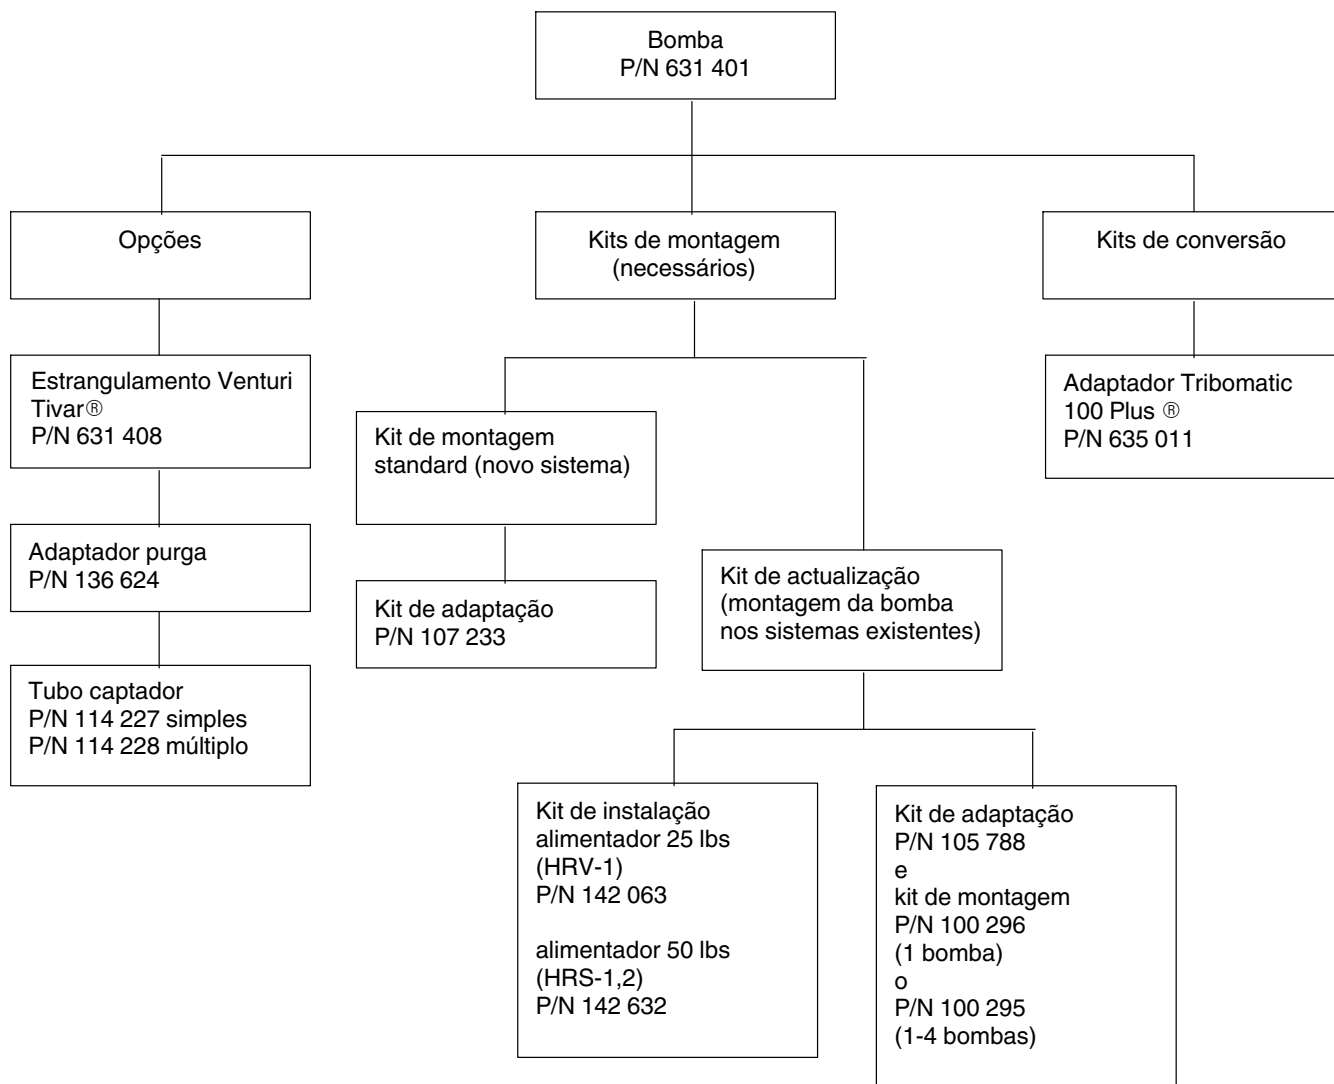 Bomba
P/N 631 401
Opções
Kits de montagem
(necessários)
Kits de conversão
Estrangulamento Venturi
Tivar®
P/N 631 408
Adaptador Tribomatic
100 Plus ®
P/N 635 011
Kit de montagem
standard (novo sistema)
Adaptador purga
P/N 136 624
Kit de adaptação
P/N 107 233
Kit de actualização
(montagem da bomba
nos sistemas existentes)
Tubo captador
P/N 114 227 simples
P/N 114 228 múltiplo
Kit de instalação
alimentador 25 lbs
(HRV-1)
P/N 142 063
alimentador 50 lbs
(HRS-1,2)
P/N 142 632
Kit de adaptação
P/N 105 788
e
kit de montagem
P/N 100 296
(1 bomba)
o
P/N 100 295
(1-4 bombas)